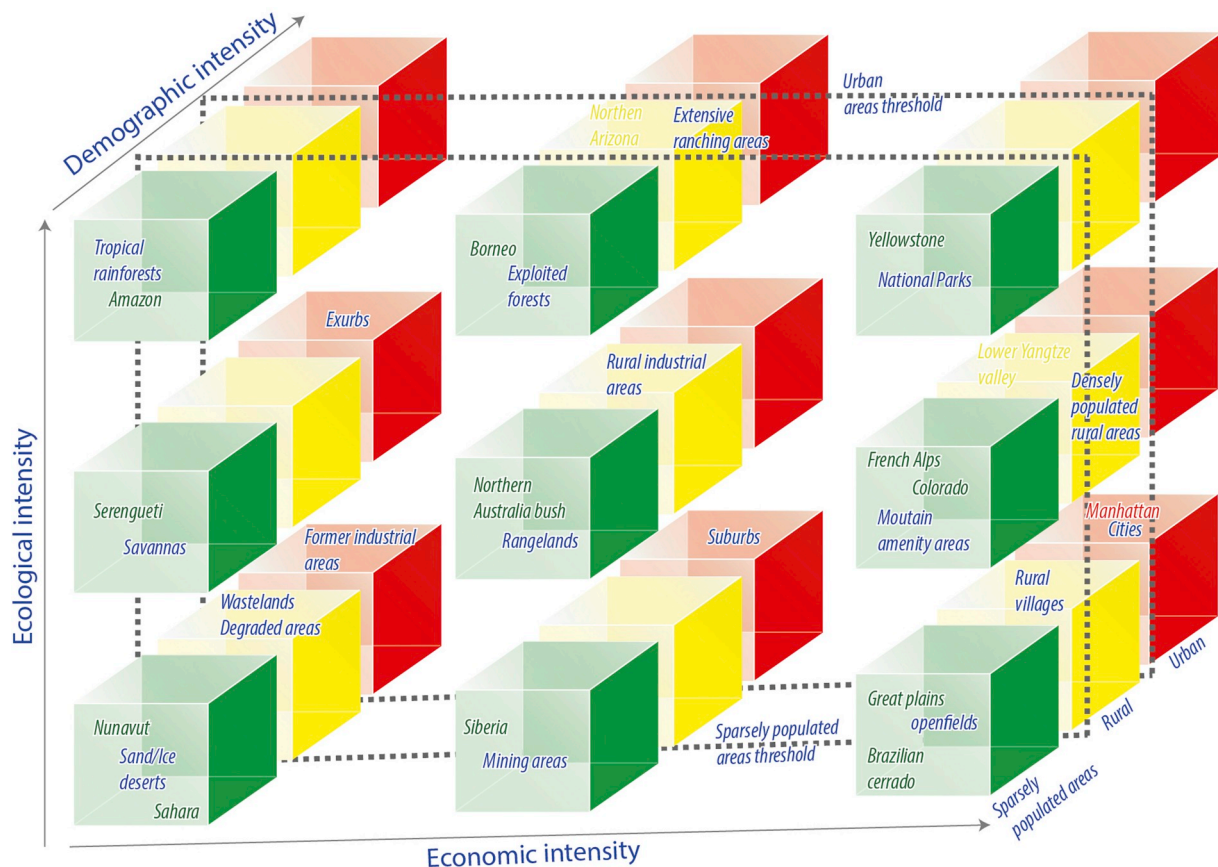 Demographic intensity
Urban
areas threshold
Northen
Arizona
Extensive
ranching areas
Tropical
rainforests
Amazon
Borneo
Exploited
forests
Yellowstone
National Parks
Ecological intensity
Exurbs
Rural industrial
areas
Lower Yangtze
valley
Densely
populated
rural areas
Serengueti
Savannas
Northern
Australia bush
Rangelands
French Alps
Colorado
Moutain
amenity areas
Former industrial
areas
Suburbs
Manhattan
Cities
Wastelands
Degraded areas
Rural
villages
Nunavut
Sand/Ice
deserts
Sahara
Siberia
Mining areas
Sparsely populated
areas threshold
Great plains
openfields
Brazilian
cerrado
Urban
Rural
Sparsely
populated areas
Economic intensity